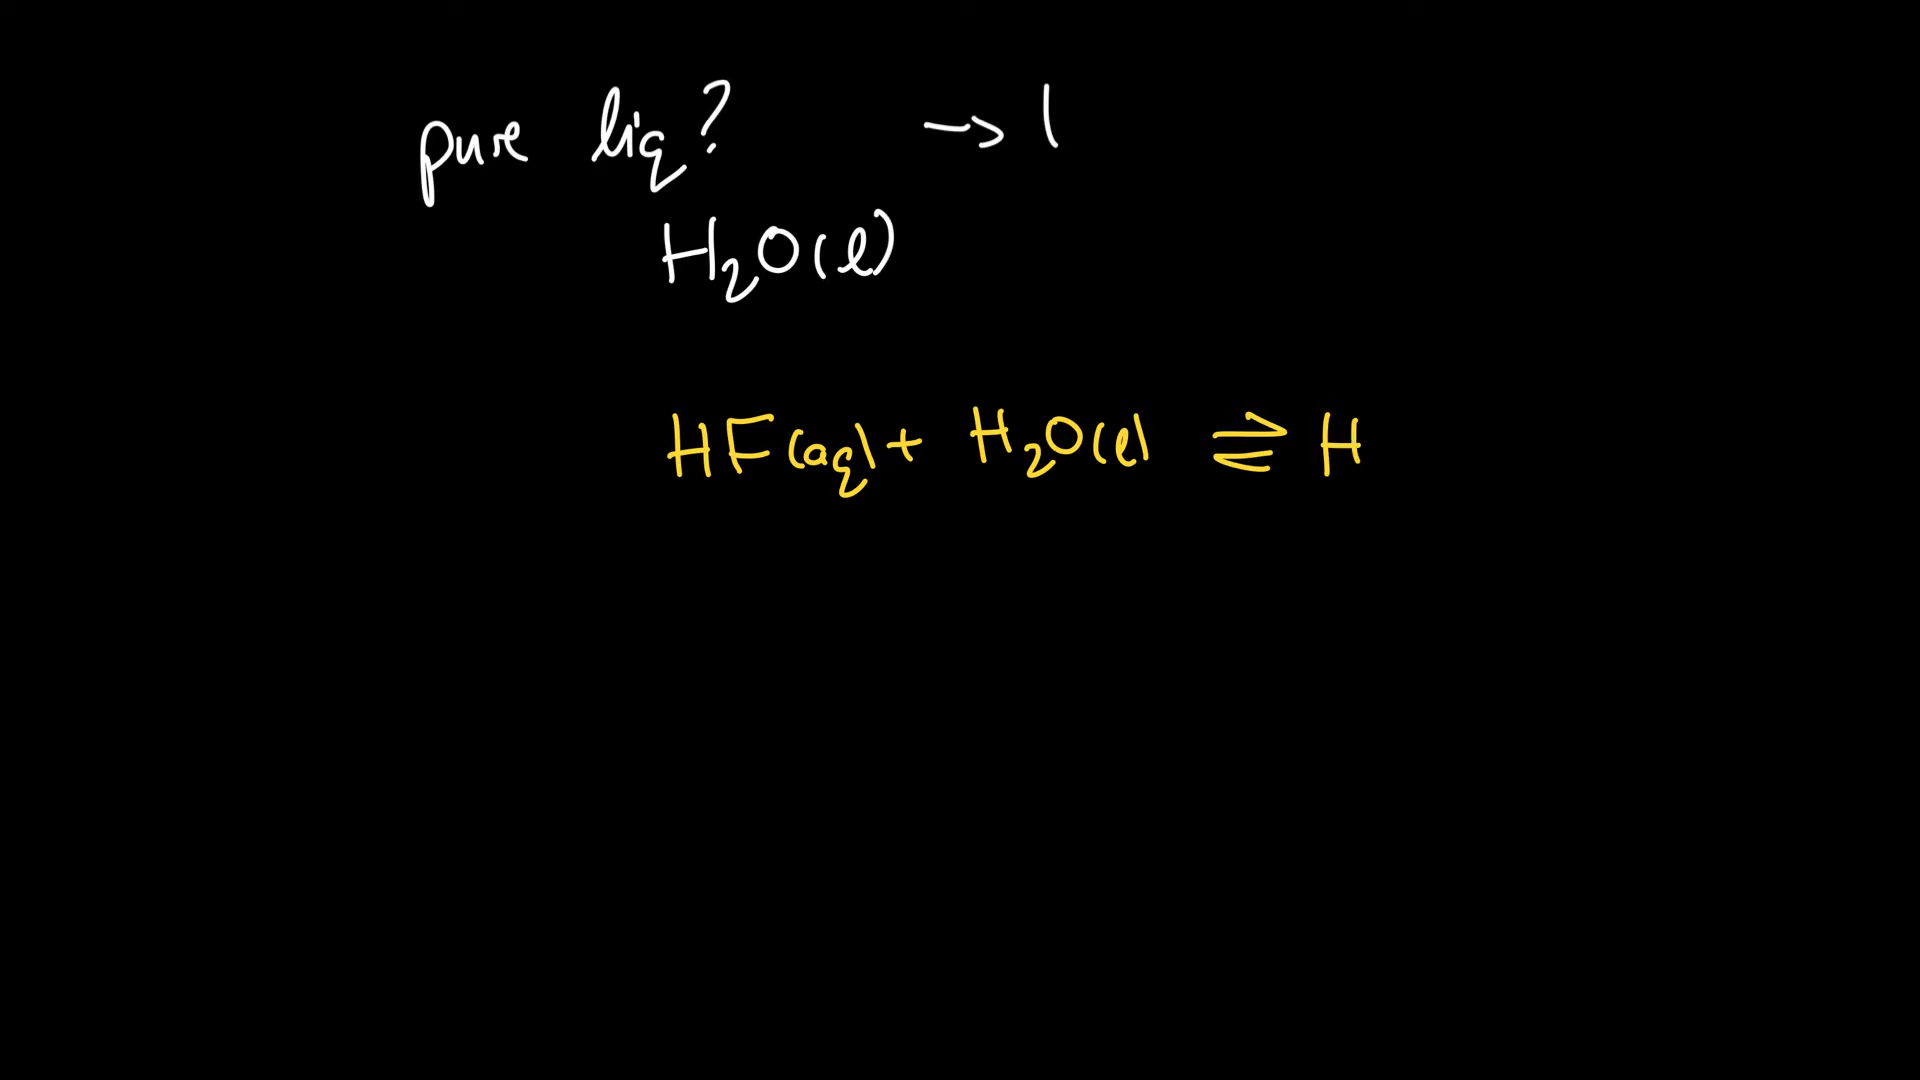 pure liq? → 1
H₂O(l)
HF(aq) + H₂O(l) ⇌ H